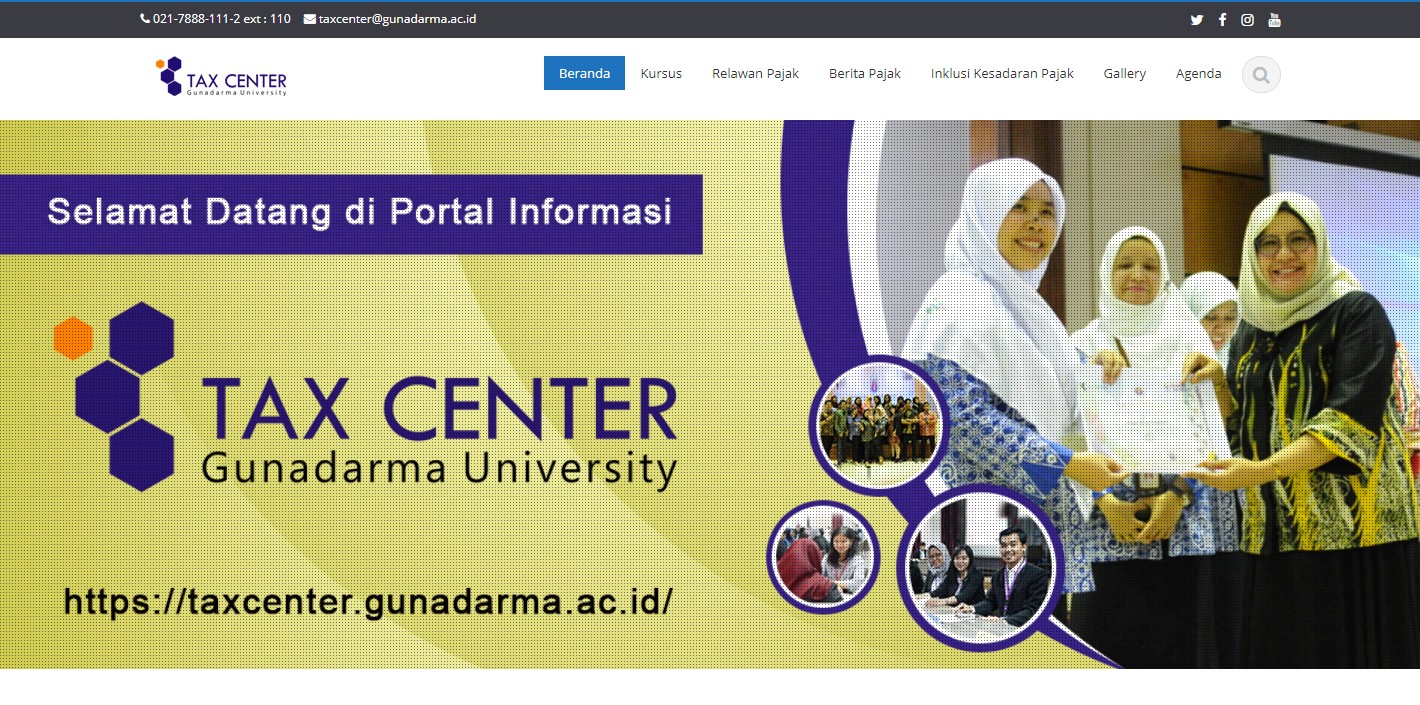 021-7888-111-2 ext : 110 taxcenter@gunadarma.ac.id
TAX CENTER
Gunadarma University
Beranda Kursus Relawan Pajak Berita Pajak Inklusi Kesadaran Pajak Gallery Agenda
Selamat Datang di Portal Informasi
TAX CENTER
Gunadarma University
https://taxcenter.gunadarma.ac.id/